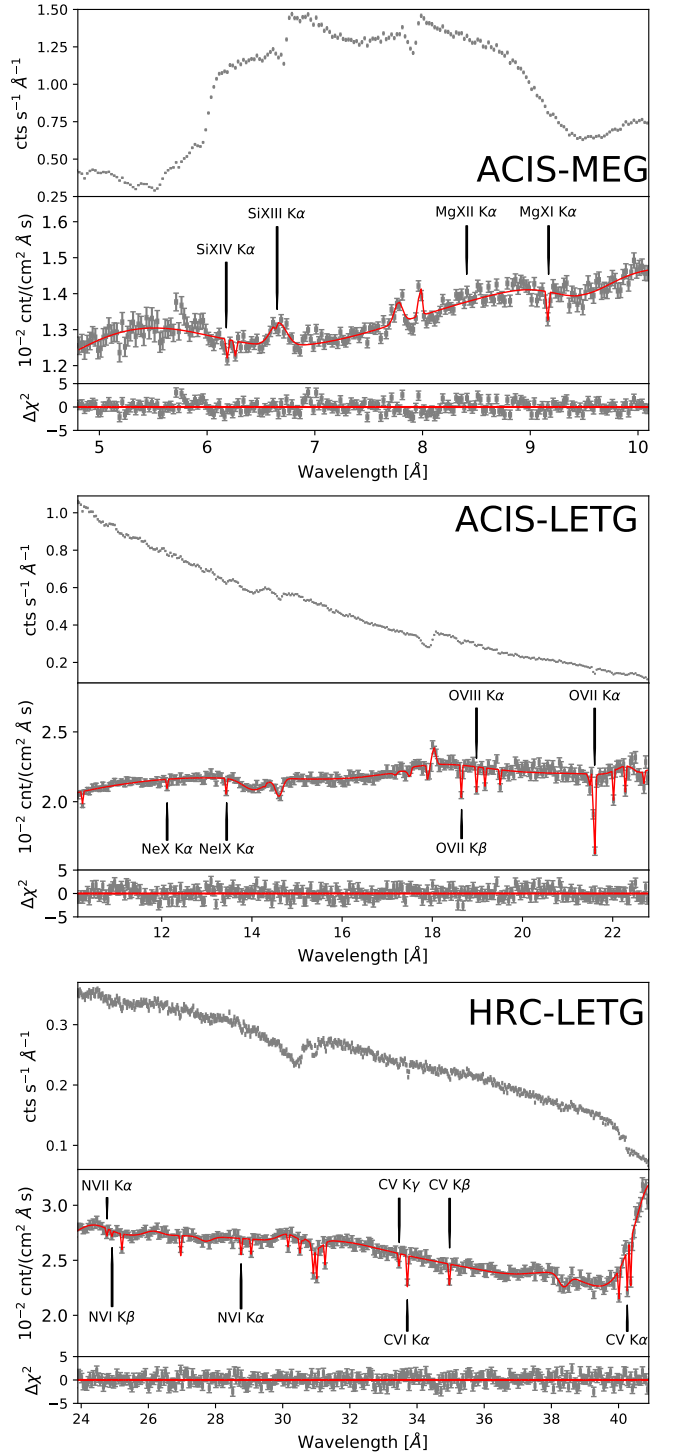 1.50
1.25
1.00
0.75
0.50
0.25
cts s⁻¹ Å⁻¹
ACIS-MEG
1.6
1.5
1.4
1.3
1.2
10⁻² cnt/(cm² Å s)
SiXIV Kα
SiXIII Kα
MgXII Kα
MgXI Kα
5
0
−5
Δχ²
5 6 7 8 9 10
Wavelength [Å]
1.0
0.8
0.6
0.4
0.2
cts s⁻¹ Å⁻¹
ACIS-LETG
2.5
2.0
10⁻² cnt/(cm² Å s)
OVIII Kα OVII Kα
NeX Kα NeIX Kα OVII Kβ
5
0
−5
Δχ²
12 14 16 18 20 22
Wavelength [Å]
0.3
0.2
0.1
cts s⁻¹ Å⁻¹
HRC-LETG
3.0
2.5
2.0
10⁻² cnt/(cm² Å s)
NVII Kα CV Kγ CV Kβ
NVI Kβ NVI Kα
CVI Kα CV Kα
5
0
−5
Δχ²
24 26 28 30 32 34 36 38 40
Wavelength [Å]